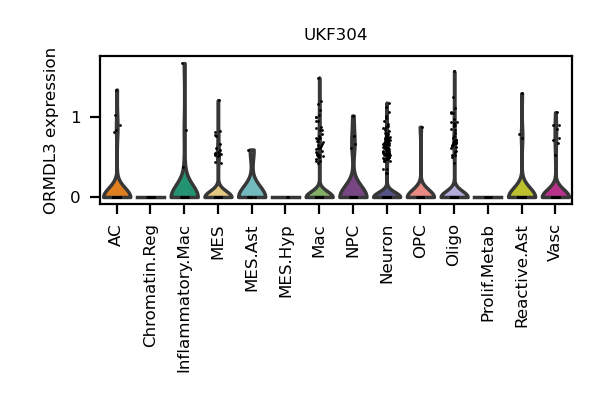 UKF304
ORMDL3 expression
1
0
AC
Chromatin.Reg
Inflammatory.Mac
MES
MES.Ast
MES.Hyp
Mac
NPC
Neuron
OPC
Oligo
Prolif.Metab
Reactive.Ast
Vasc